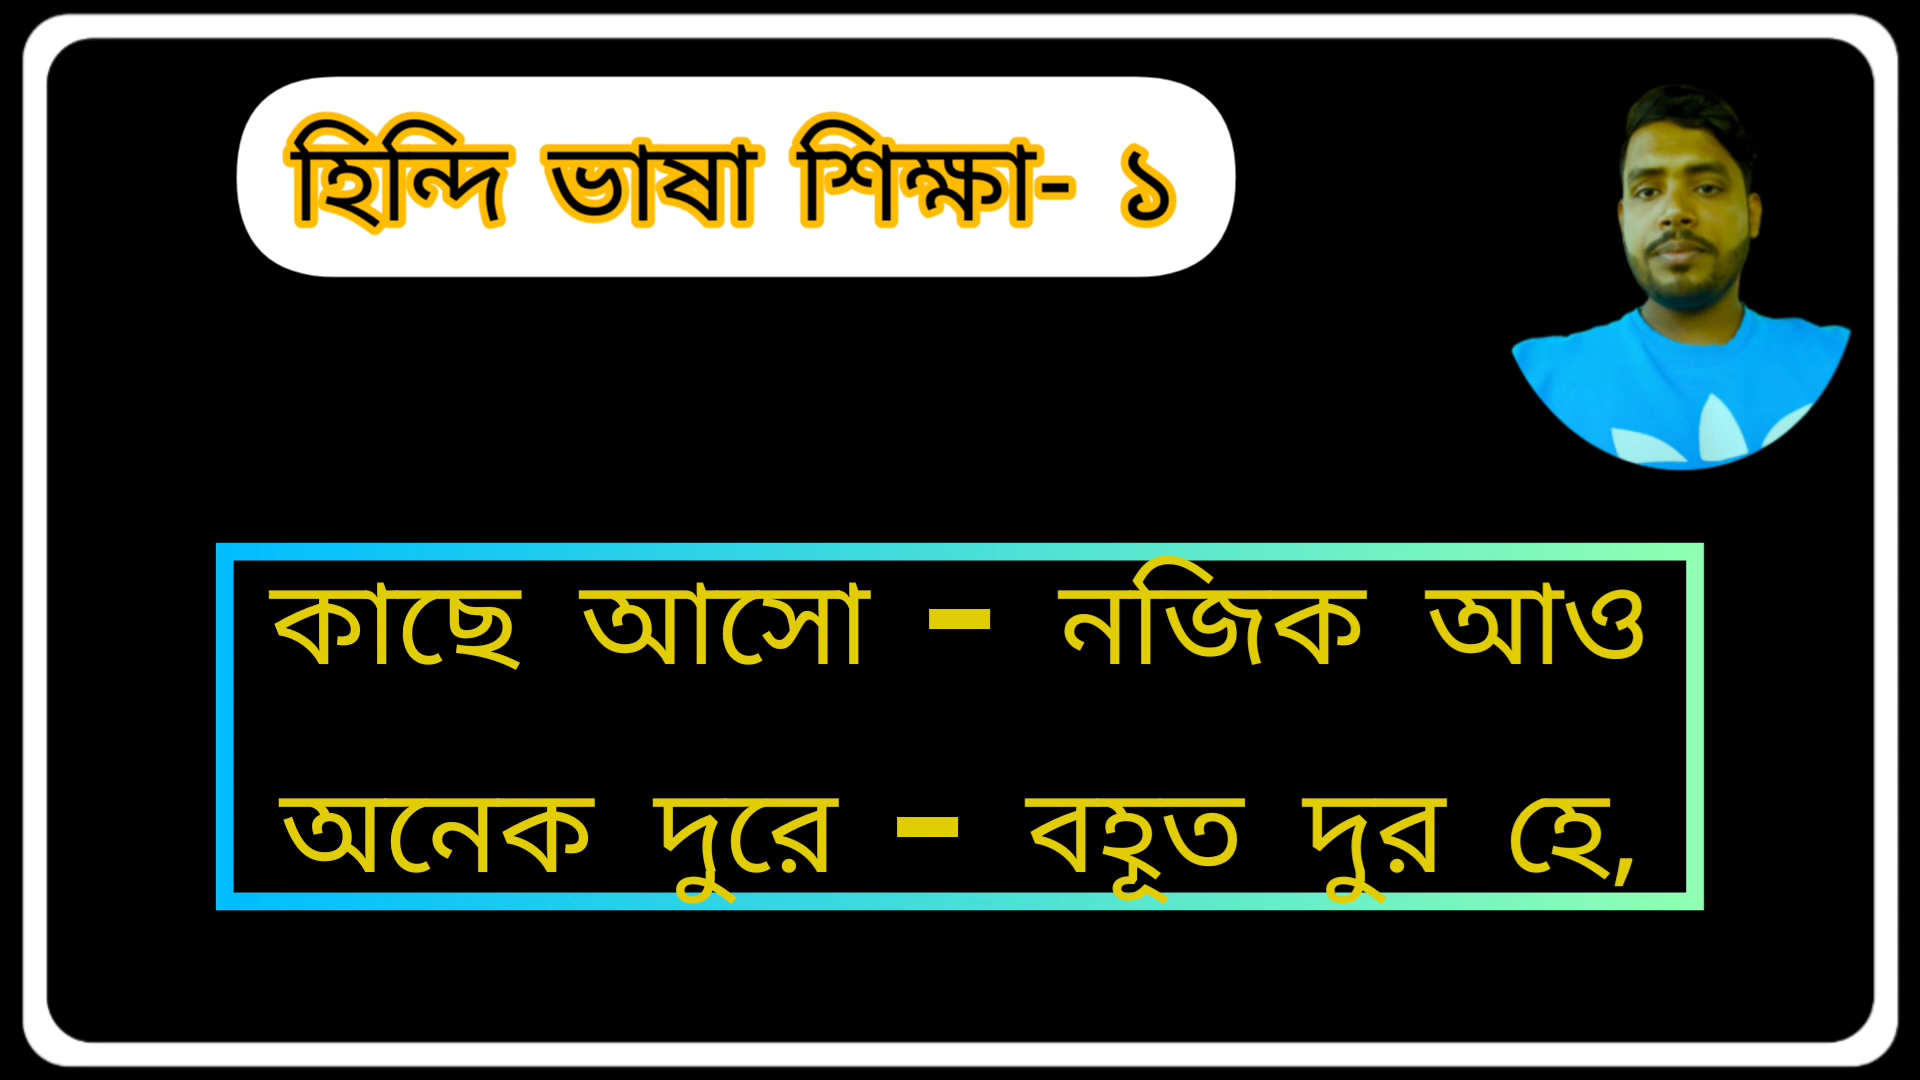 হিন্দি ভাষা শিক্ষা- ১
কাছে আসো - নজিক আও
অনেক দুরে - বহূত দুর হে,